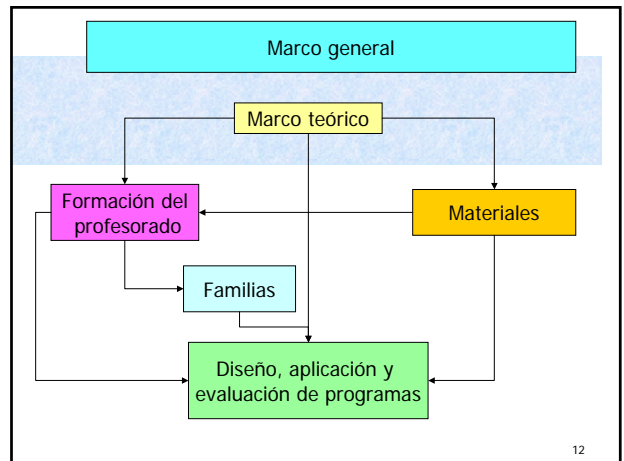 Marco general
Marco teórico
Formación del
profesorado
Materiales
Familias
Diseño, aplicación y
evaluación de programas
12